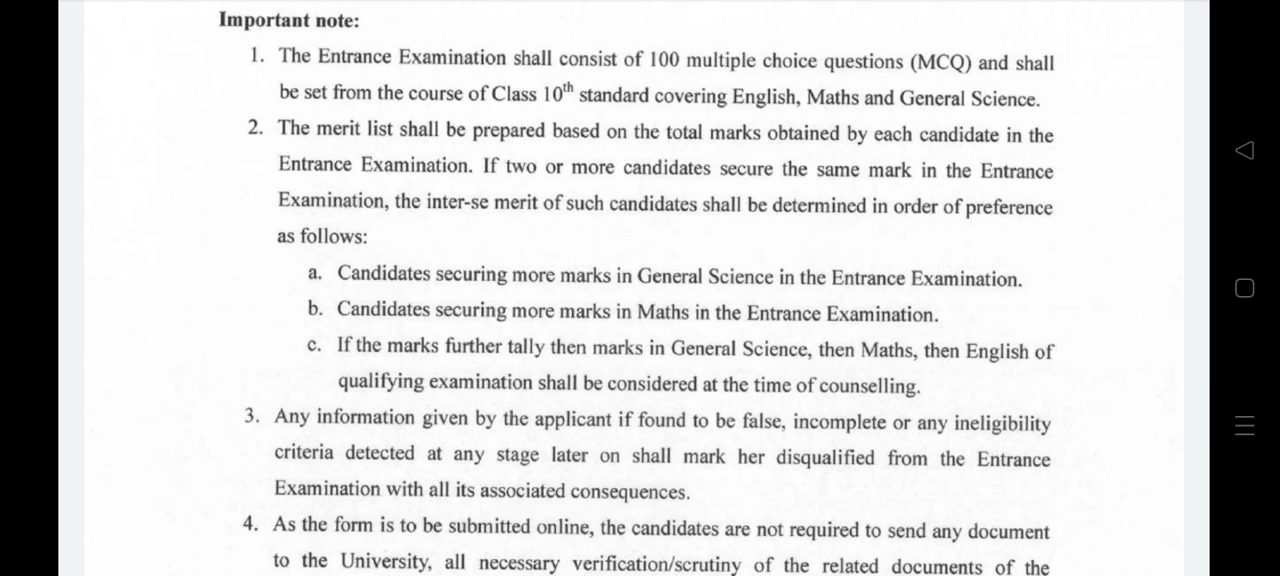 Important note:
1. The Entrance Examination shall consist of 100 multiple choice questions (MCQ) and shall
be set from the course of Class 10th standard covering English, Maths and General Science.
2. The merit list shall be prepared based on the total marks obtained by each candidate in the
Entrance Examination. If two or more candidates secure the same mark in the Entrance
Examination, the inter-se merit of such candidates shall be determined in order of preference
as follows:
a. Candidates securing more marks in General Science in the Entrance Examination.
b. Candidates securing more marks in Maths in the Entrance Examination.
c. If the marks further tally then marks in General Science, then Maths, then English of
qualifying examination shall be considered at the time of counselling.
3. Any information given by the applicant if found to be false, incomplete or any ineligibility
criteria detected at any stage later on shall mark her disqualified from the Entrance
Examination with all its associated consequences.
4. As the form is to be submitted online, the candidates are not required to send any document
to the University, all necessary verification/scrutiny of the related documents of the